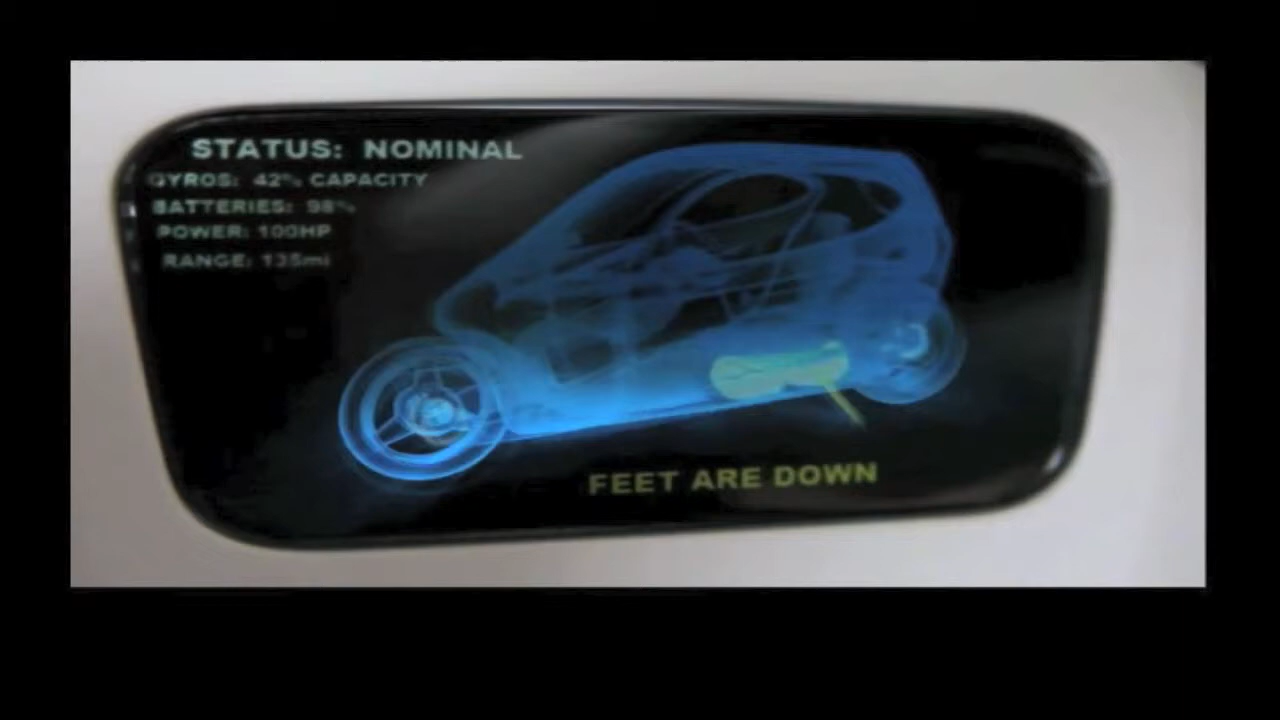 STATUS: NOMINAL
GYROS: 42% CAPACITY
BATTERIES: 98%
POWER: 100HP
RANGE: 135mi
FEET ARE DOWN